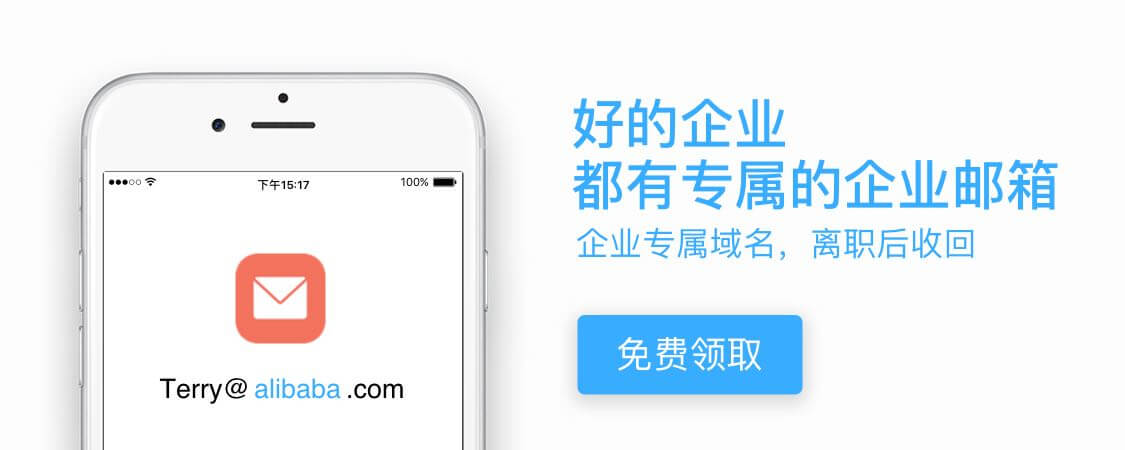 下午15:17
100%
Terry@ alibaba .com
好的企业
都有专属的企业邮箱
企业专属域名，离职后收回
免费领取